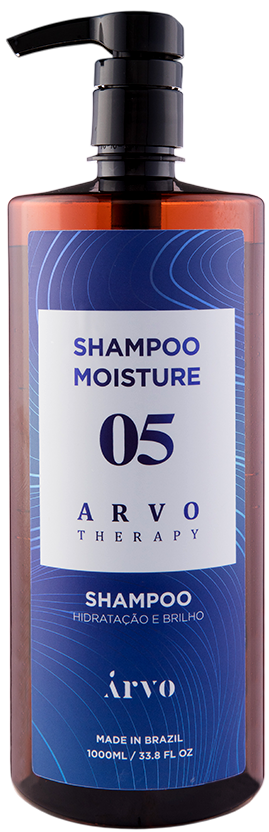 SHAMPOO
MOISTURE
05
ARVO
THERAPY
SHAMPOO
HIDRATAÇÃO E BRILHO
Árvo
MADE IN BRAZIL
1000ML / 33.8 FL OZ